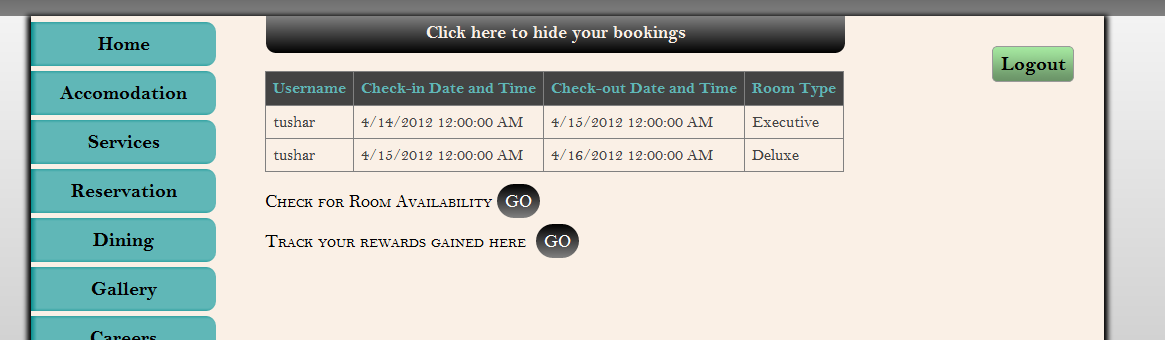 Click here to hide your bookings
Logout
Home
Accomodation
Services
Reservation
Dining
Gallery
Careers
Username Check-in Date and Time Check-out Date and Time Room Type
tushar 4/14/2012 12:00:00 AM 4/15/2012 12:00:00 AM Executive
tushar 4/15/2012 12:00:00 AM 4/16/2012 12:00:00 AM Deluxe
Check for Room Availability GO
Track your rewards gained here GO